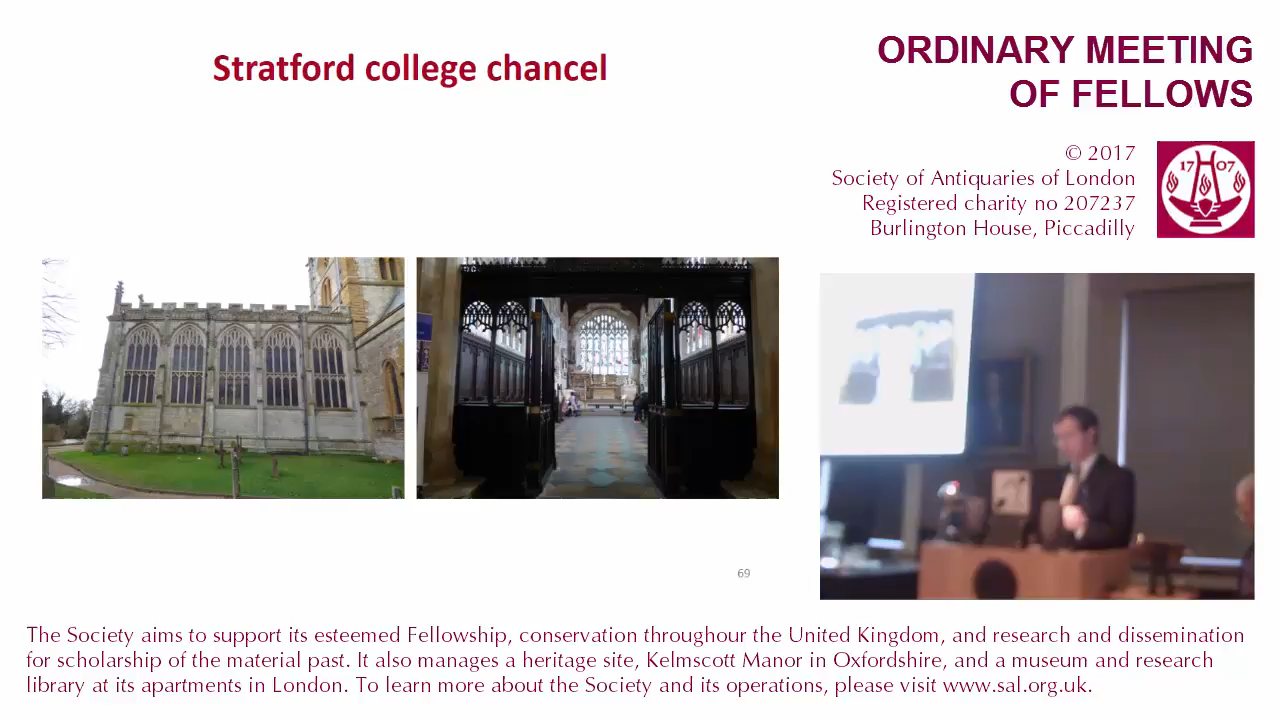 Stratford college chancel
ORDINARY MEETING
OF FELLOWS
© 2017
Society of Antiquaries of London
Registered charity no 207237
Burlington House, Piccadilly
17 07
69
The Society aims to support its esteemed Fellowship, conservation throughour the United Kingdom, and research and dissemination
for scholarship of the material past. It also manages a heritage site, Kelmscott Manor in Oxfordshire, and a museum and research
library at its apartments in London. To learn more about the Society and its operations, please visit www.sal.org.uk.